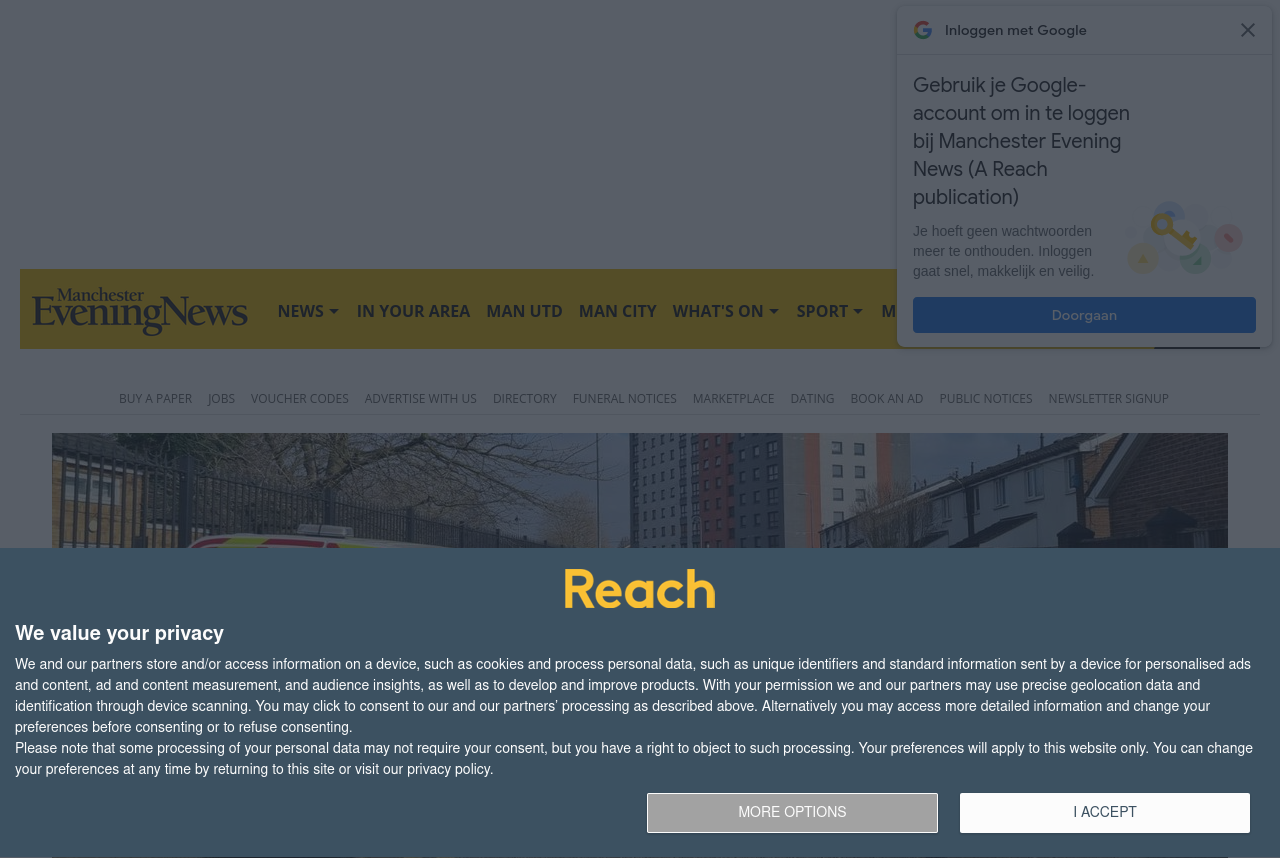 Inloggen met Google
Gebruik je Google-
account om in te loggen
bij Manchester Evening
News (A Reach
publication)
Je hoeft geen wachtwoorden
meer te onthouden. Inloggen
gaat snel, makkelijk en veilig.
Doorgaan
Manchester
Evening News
NEWS IN YOUR AREA MAN UTD MAN CITY WHAT'S ON SPORT M
BUY A PAPER JOBS VOUCHER CODES ADVERTISE WITH US DIRECTORY FUNERAL NOTICES MARKETPLACE DATING BOOK AN AD PUBLIC NOTICES NEWSLETTER SIGNUP
Reach
We value your privacy
We and our partners store and/or access information on a device, such as cookies and process personal data, such as unique identifiers and standard information sent by a device for personalised ads
and content, ad and content measurement, and audience insights, as well as to develop and improve products. With your permission we and our partners may use precise geolocation data and
identification through device scanning. You may click to consent to our and our partners’ processing as described above. Alternatively you may access more detailed information and change your
preferences before consenting or to refuse consenting.
Please note that some processing of your personal data may not require your consent, but you have a right to object to such processing. Your preferences will apply to this website only. You can change
your preferences at any time by returning to this site or visit our privacy policy.
MORE OPTIONS I ACCEPT